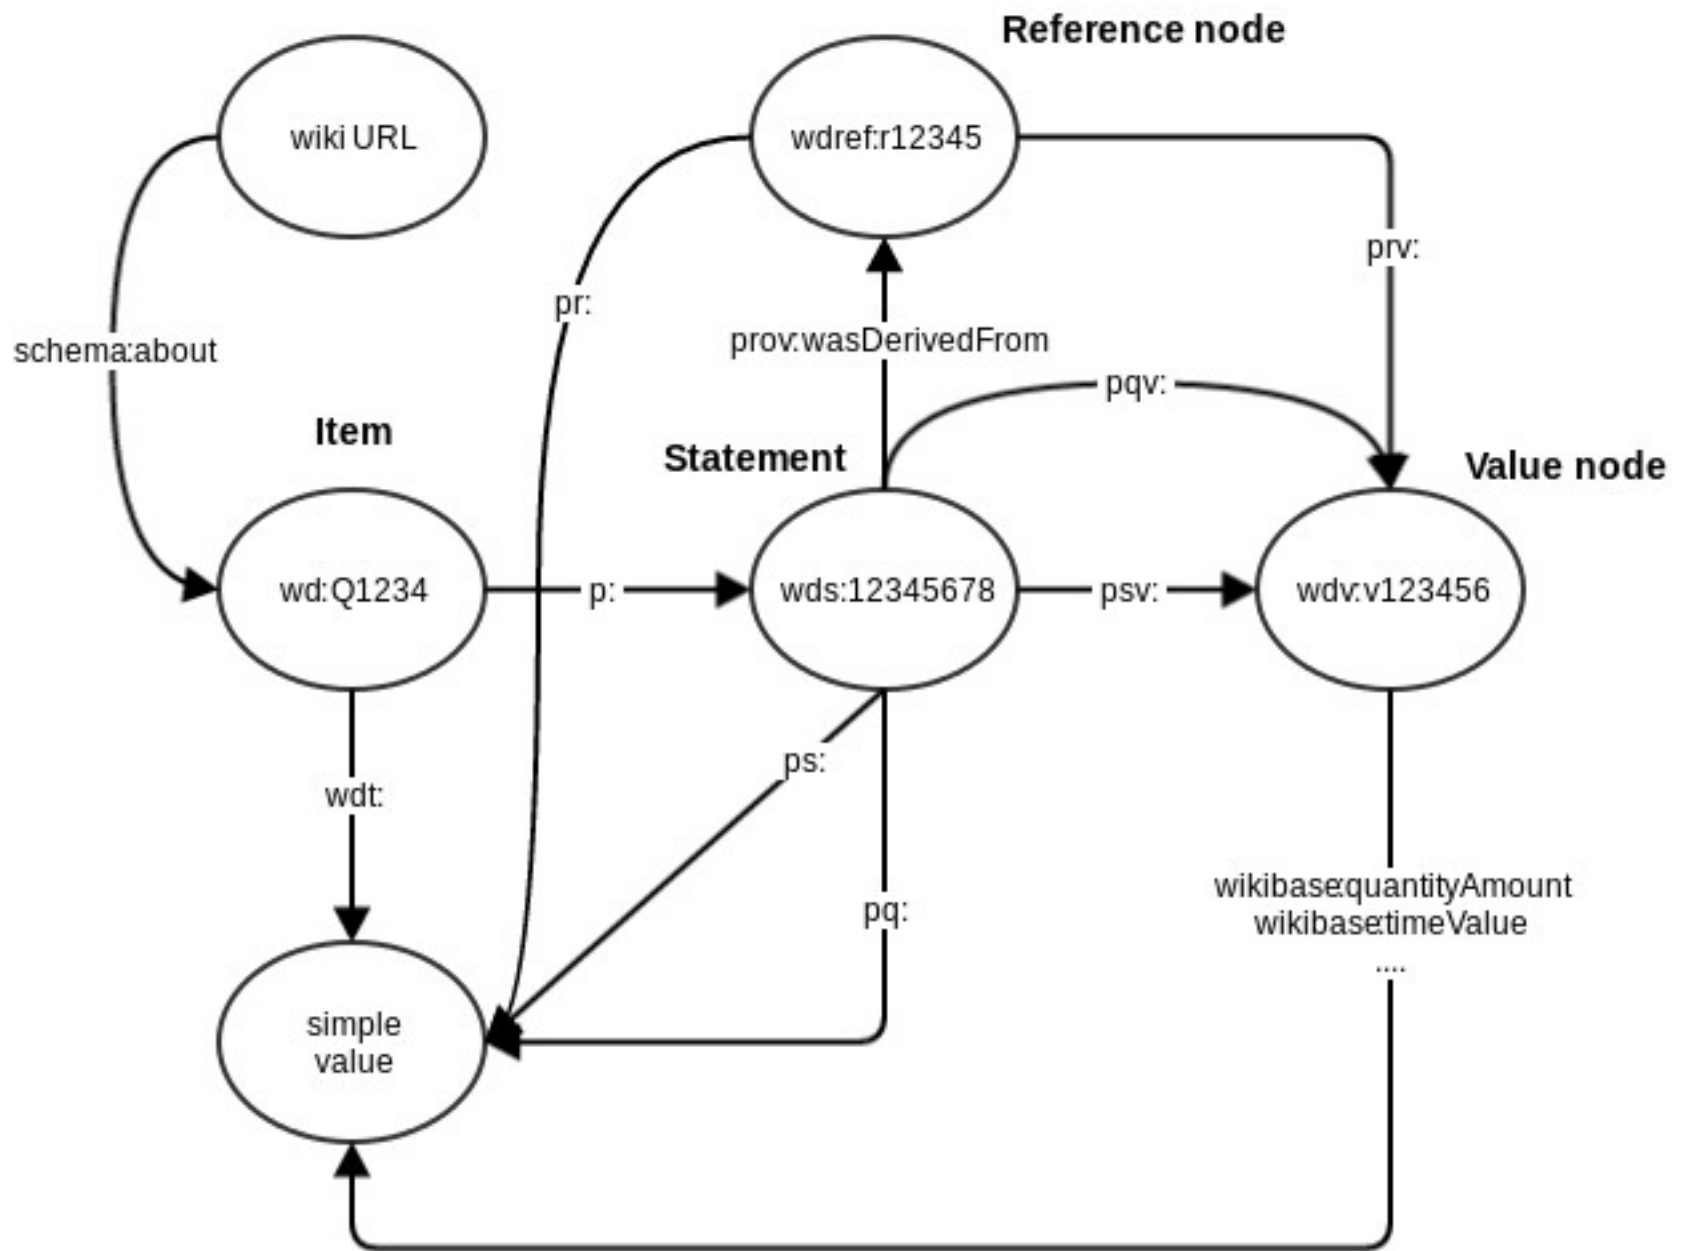 Reference node
wiki URL
wdref:r12345
prv:
pr:
prov:wasDerivedFrom
schema:about
pqv:
Item
Statement
Value node
wd:Q1234
p:
wds:12345678
psv:
wdv:v123456
ps:
wdt:
wikibase:quantityAmount
pq:
wikibase:timeValue
....
simple
value